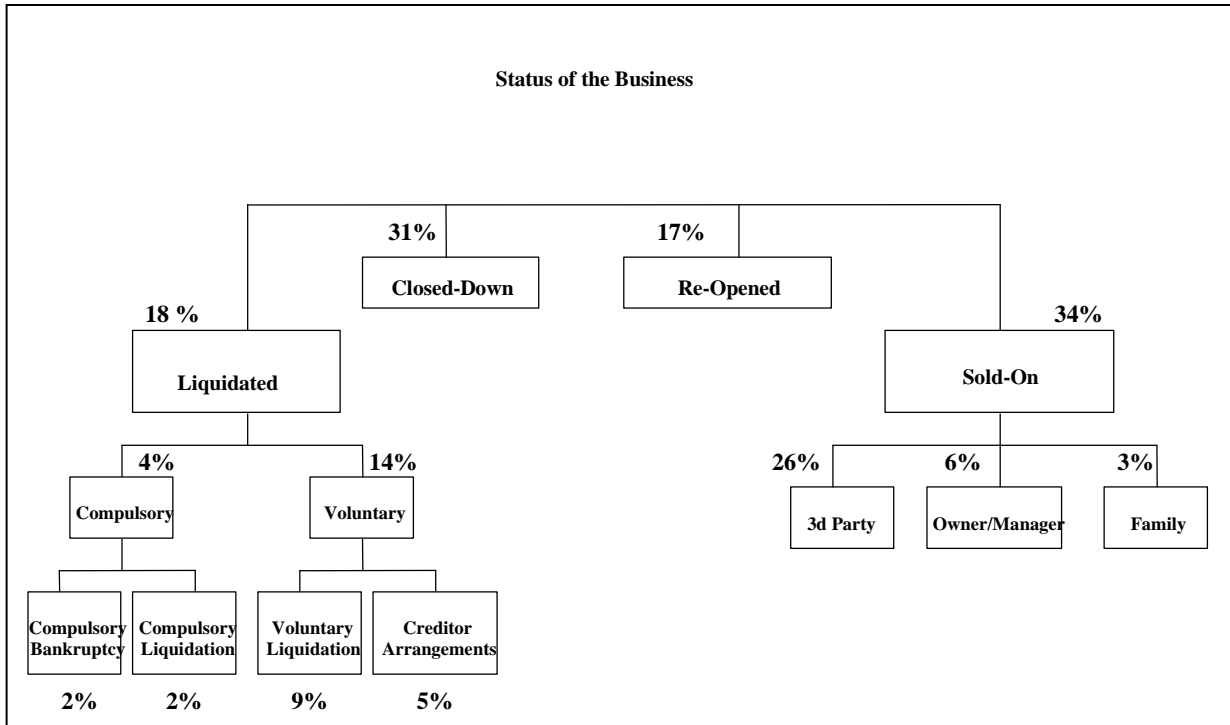 Status of the Business
31%
17%
Closed-Down
Re-Opened
18 %
34%
Liquidated
Sold-On
4%
14%
26%
6%
3%
Compulsory
Voluntary
3d Party
Owner/Manager
Family
Compulsory
Bankruptcy
Compulsory
Liquidation
Voluntary
Liquidation
Creditor
Arrangements
2%
2%
9%
5%